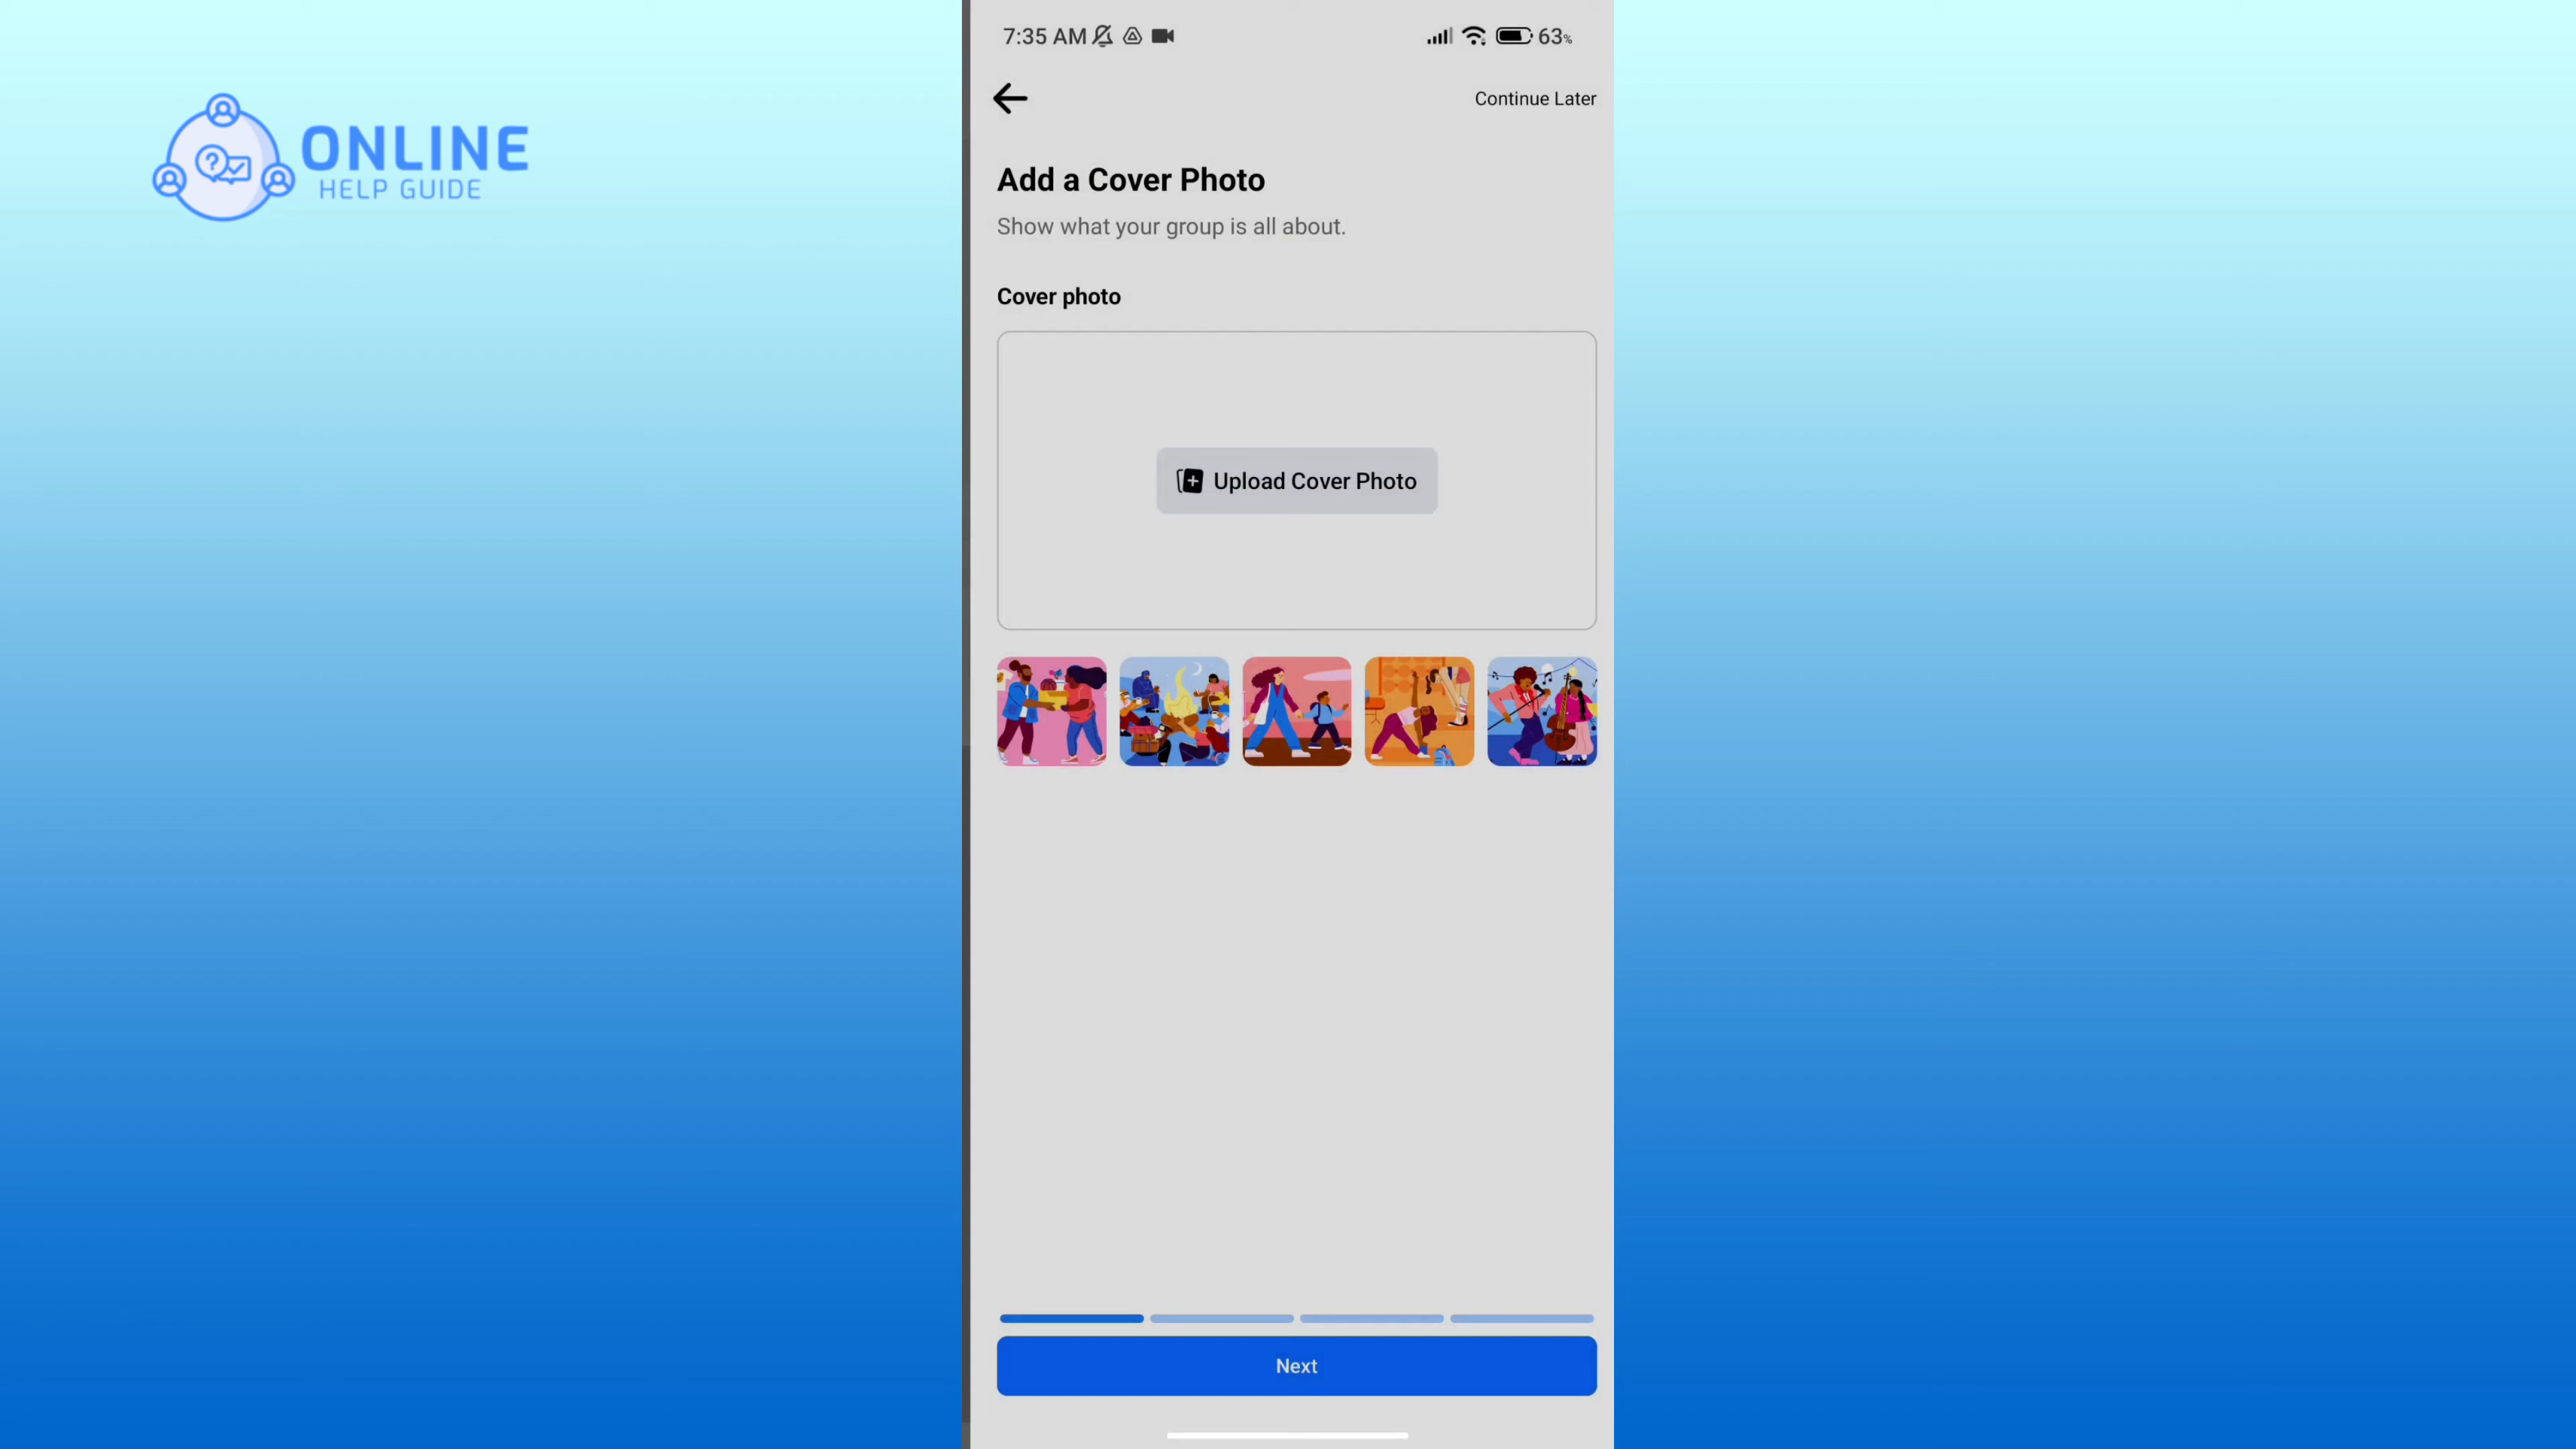 ONLINE
HELP GUIDE
7:35 AM
63%
Continue Later
Add a Cover Photo
Show what your group is all about.
Cover photo
Upload Cover Photo
Next